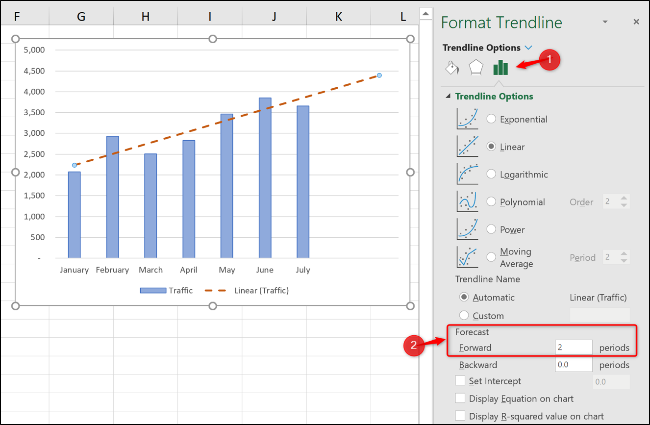 F G H I J K L
5,000
4,500
4,000
3,500
3,000
2,500
2,000
1,500
1,000
500
-
January February March April May June July
Traffic Linear (Traffic)
Format Trendline
Trendline Options
1
Trendline Options
Exponential
Linear
Logarithmic
Polynomial Order 2
Power
Moving
Average Period 2
Trendline Name
Automatic Linear (Traffic)
Custom
2
Forecast
Forward 2 periods
Backward 0.0 periods
Set Intercept 0.0
Display Equation on chart
Display R-squared value on chart